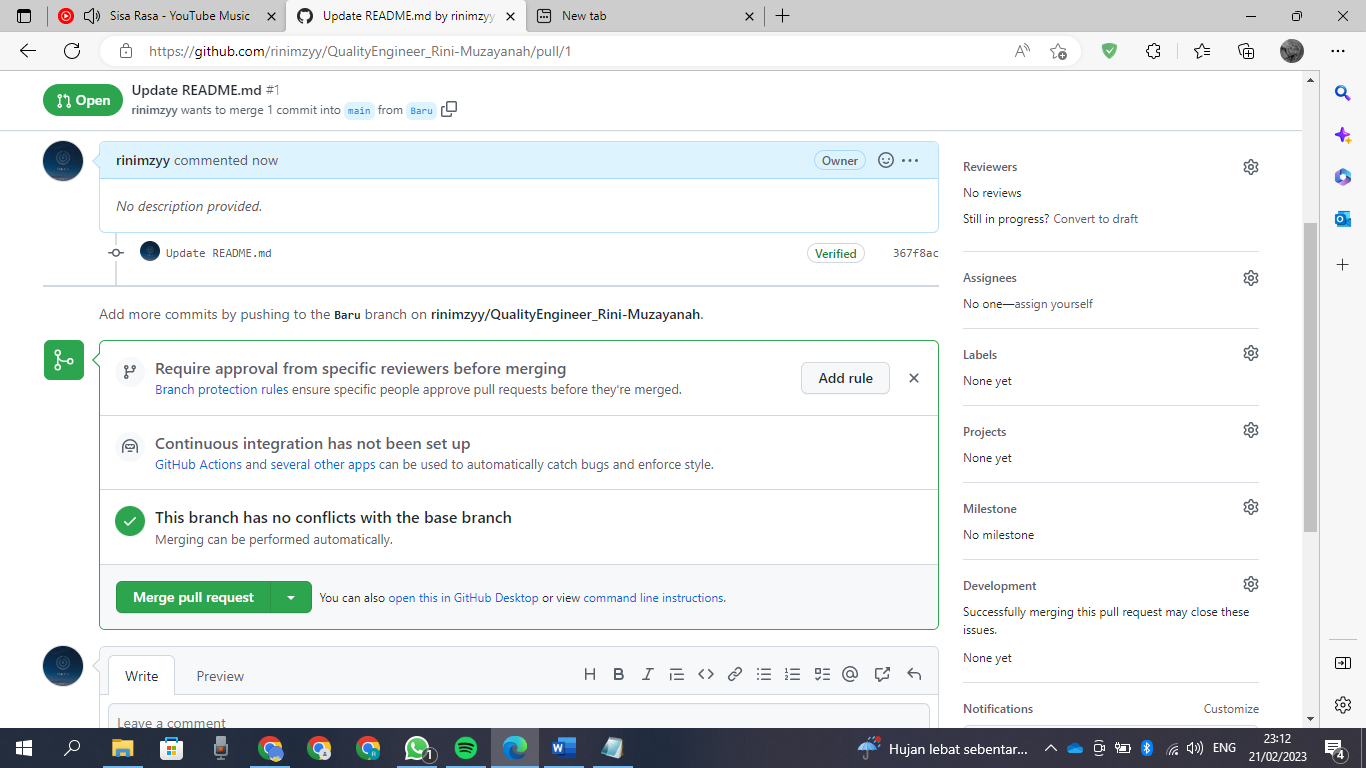 Sisa Rasa - YouTube Music
Update README.md by rinimzyy
New tab
https://github.com/rinimzyy/QualityEngineer_Rini-Muzayanah/pull/1
Open
Update README.md #1
rinimzyy wants to merge 1 commit into main from Baru
rinimzyy commented now
Owner
No description provided.
Update README.md
Verified
367f8ac
Add more commits by pushing to the Baru branch on rinimzyy/QualityEngineer_Rini-Muzayanah.
Require approval from specific reviewers before merging
Branch protection rules ensure specific people approve pull requests before they're merged.
Add rule
Continuous integration has not been set up
GitHub Actions and several other apps can be used to automatically catch bugs and enforce style.
This branch has no conflicts with the base branch
Merging can be performed automatically.
Merge pull request
You can also open this in GitHub Desktop or view command line instructions.
Write
Preview
Leave a comment
Reviewers
No reviews
Still in progress? Convert to draft
Assignees
No one—assign yourself
Labels
None yet
Projects
None yet
Milestone
No milestone
Development
Successfully merging this pull request may close these
issues.
None yet
Notifications
Customize
1
Hujan lebat sebentar...
ENG
23:12
21/02/2023
4